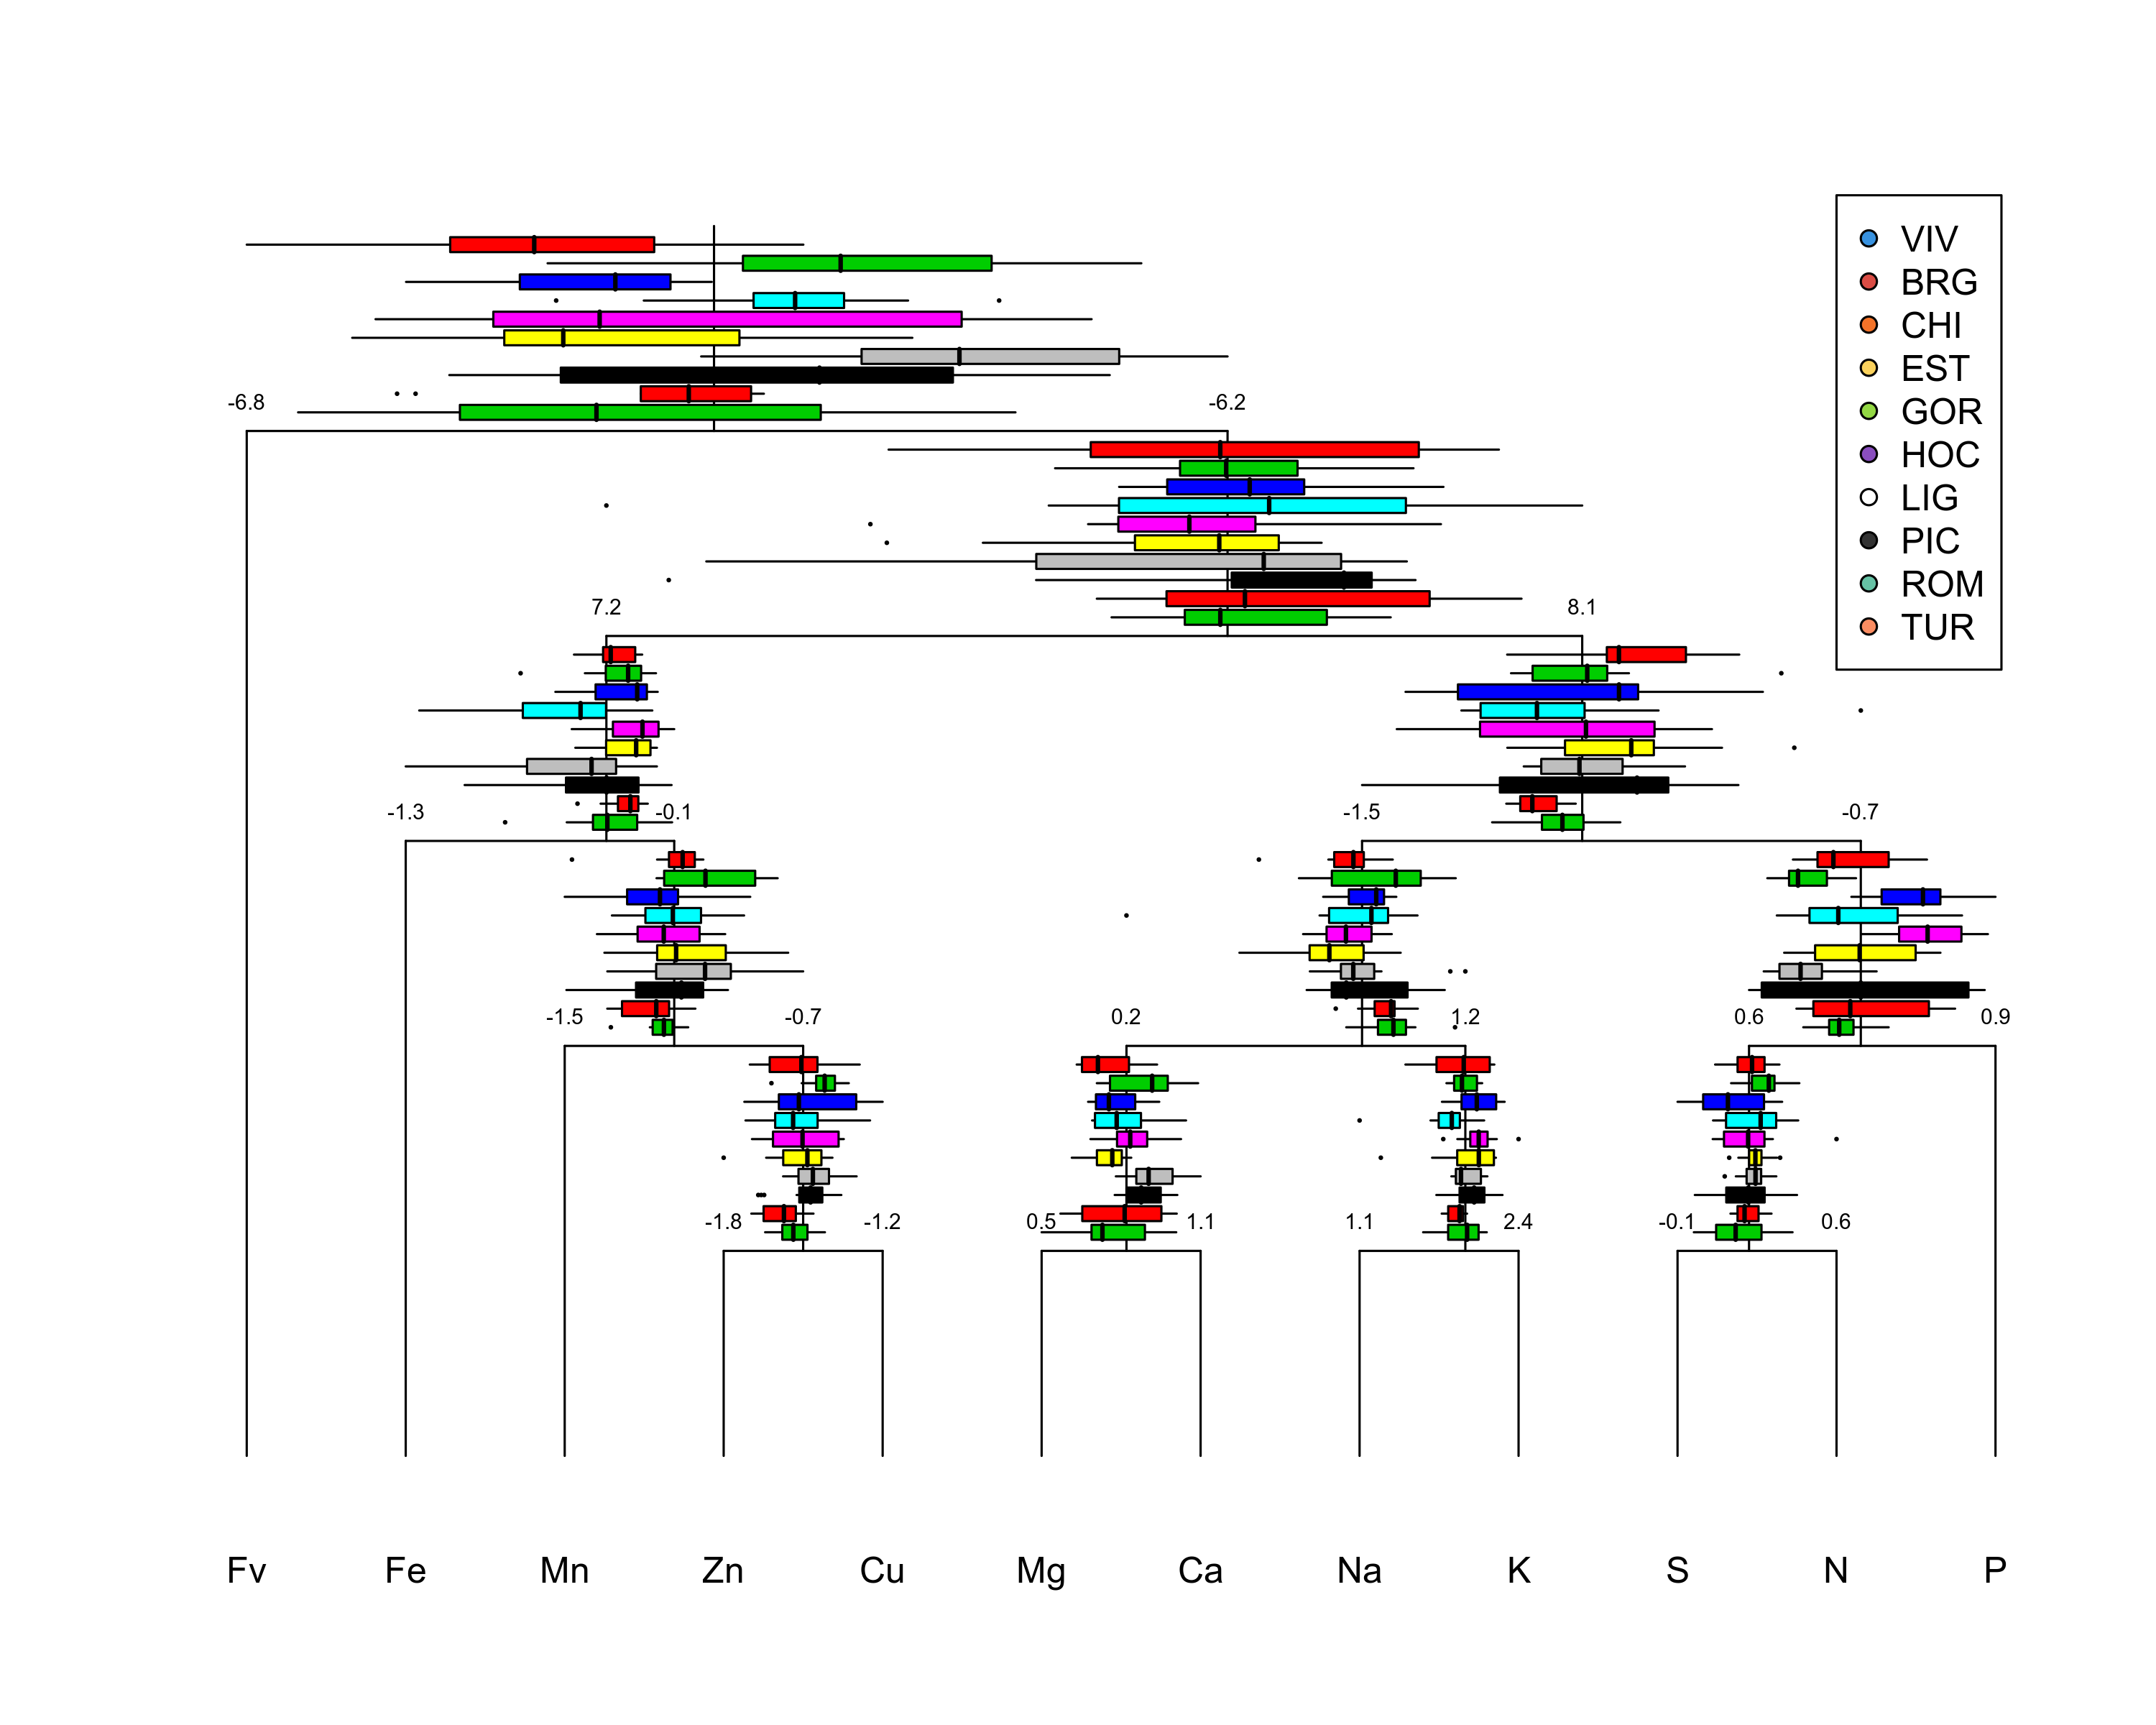 VIV
BRG
CHI
EST
GOR
HOC
LIG
PIC
ROM
TUR
-6.8 -6.2
7.2 8.1
-1.3 -0.1 -1.5 -0.7
-1.5 -0.7 0.2 1.2 0.6 0.9
-1.8 -1.2 0.5 1.1 1.1 2.4 -0.1 0.6
Fv Fe Mn Zn Cu Mg Ca Na K S N P